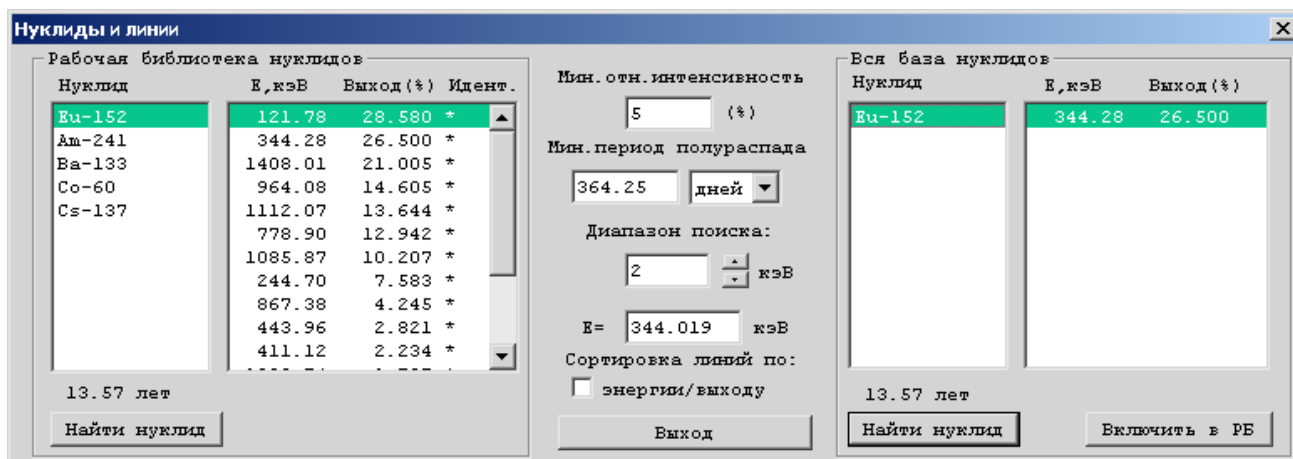 Нуклиды и линии
Рабочая библиотека нуклидов
Нуклид E,кэВ Выход(%) Идент.
Eu-152 121.78 28.580 *
Am-241 344.28 26.500 *
Ba-133 1408.01 21.005 *
Co-60 964.08 14.605 *
Cs-137 1112.07 13.644 *
778.90 12.942 *
1085.87 10.207 *
244.70 7.583 *
867.38 4.245 *
443.96 2.821 *
411.12 2.234 *
13.57 лет
Найти нуклид
Мин.отн.интенсивность
5 (%)
Мин.период полураспада
364.25 дней
Диапазон поиска:
2 кэВ
E= 344.019 кэВ
Сортировка линий по:
энергии/выходу
Выход
Вся база нуклидов
Нуклид E,кэВ Выход(%)
Eu-152 344.28 26.500
13.57 лет
Найти нуклид Включить в РБ